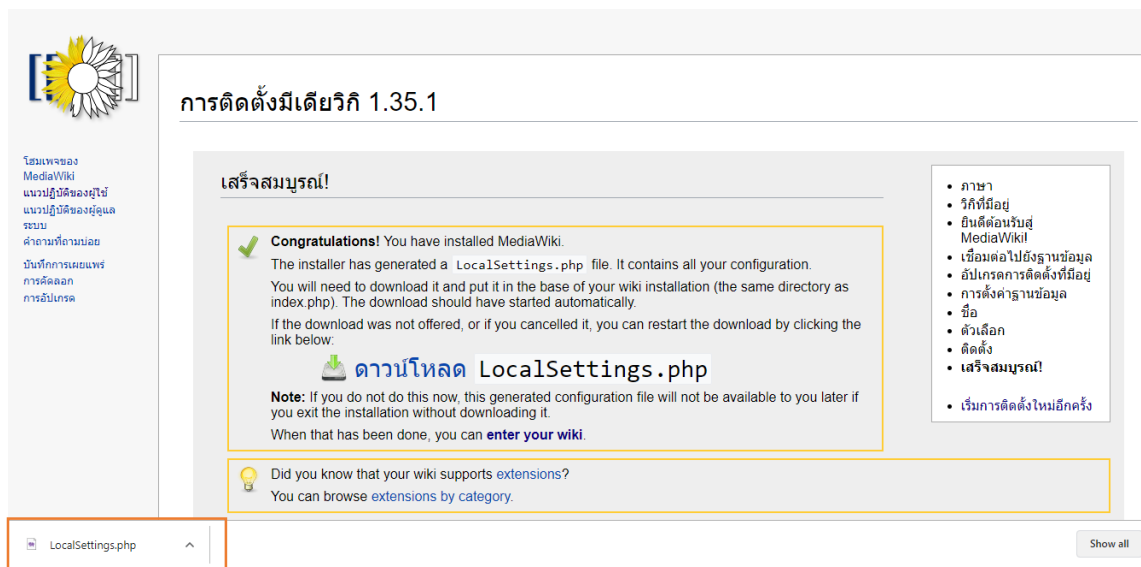 การติดตั้งมีเดียวิกิ 1.35.1
โฮมเพจของ
MediaWiki
แนวปฏิบัติของผู้ใช้
แนวปฏิบัติของผู้ดูแล
ระบบ
คำถามที่ถามบ่อย
บันทึกการเผยแพร่
การคัดลอก
การอัปเกรด
เสร็จสมบูรณ์!
Congratulations! You have installed MediaWiki.
The installer has generated a LocalSettings.php file. It contains all your configuration.
You will need to download it and put it in the base of your wiki installation (the same directory as
index.php). The download should have started automatically.
If the download was not offered, or if you cancelled it, you can restart the download by clicking the
link below:
ดาวน์โหลด LocalSettings.php
Note: If you do not do this now, this generated configuration file will not be available to you later if
you exit the installation without downloading it.
When that has been done, you can enter your wiki.
Did you know that your wiki supports extensions?
You can browse extensions by category.
ภาษา
วิกิที่มีอยู่
ยินดีต้อนรับสู่
MediaWiki!
เชื่อมต่อไปยังฐานข้อมูล
อัปเกรดการติดตั้งที่มีอยู่
การตั้งค่าฐานข้อมูล
ชื่อ
ตัวเลือก
ติดตั้ง
เสร็จสมบูรณ์!
เริ่มการติดตั้งใหม่อีกครั้ง
LocalSettings.php
Show all